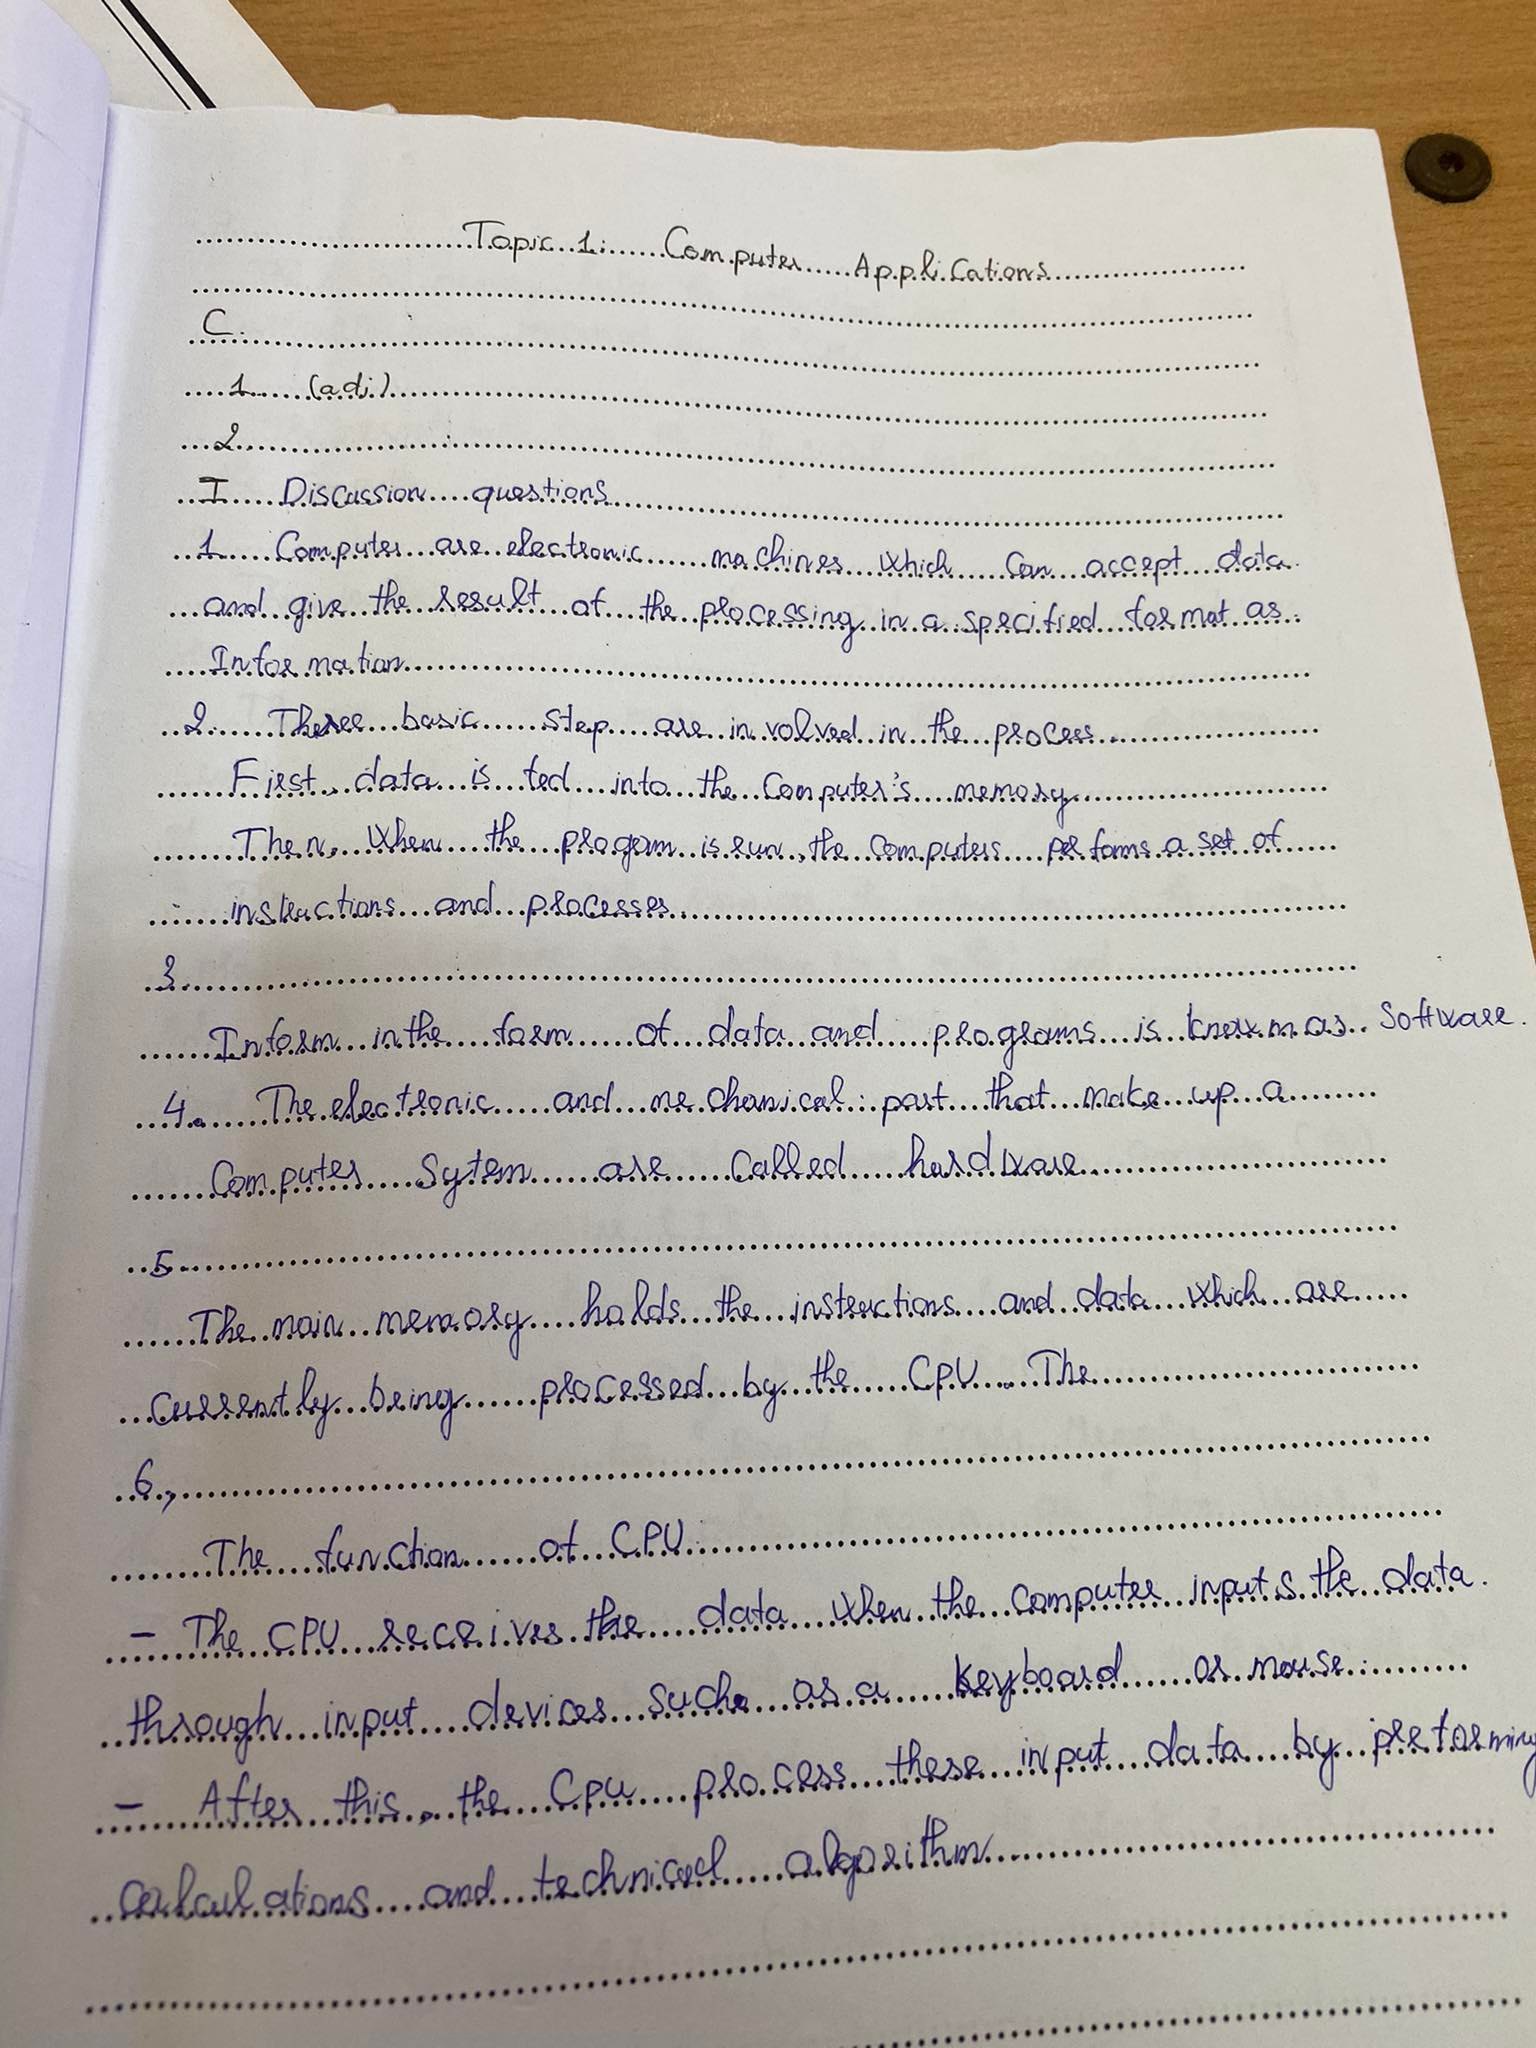 Topic 1: Computer Applications
C.
1 (adj)
2
I Discussion questions
1 Computer are electronic machines which can accept data
and give the result of the processing in a specified format as
Information
2. Theree basic step are involved in the process.
First, data is fed into the computer's memory
Then, when the progam is run, the computers performs a set of
instructions and processes
3.
Inform in the form of data and programs is known as software.
4. The electronic and mechanical part that make up a
computer Sytem are called hardware
5.
The main memory holds the instructions and data which are
currently being processed by the CPU. The
6,
The function of CPU:
- The CPU receives the data when the computer inputs the data
through input devices such as a keyboard or mouse.
- After this, the Cpu process these input data by preforming
calculations and technical algorithm